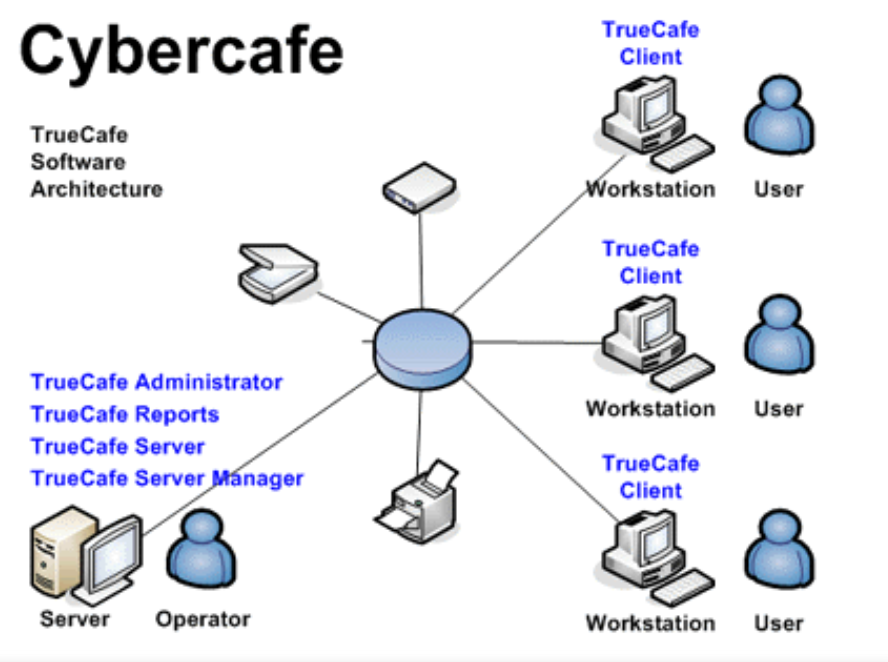 Cybercafe
TrueCafe
Software
Architecture
TrueCafe
Client
Workstation
User
TrueCafe
Client
Workstation
User
TrueCafe Administrator
TrueCafe Reports
TrueCafe Server
TrueCafe Server Manager
Server
Operator
TrueCafe
Client
Workstation
User